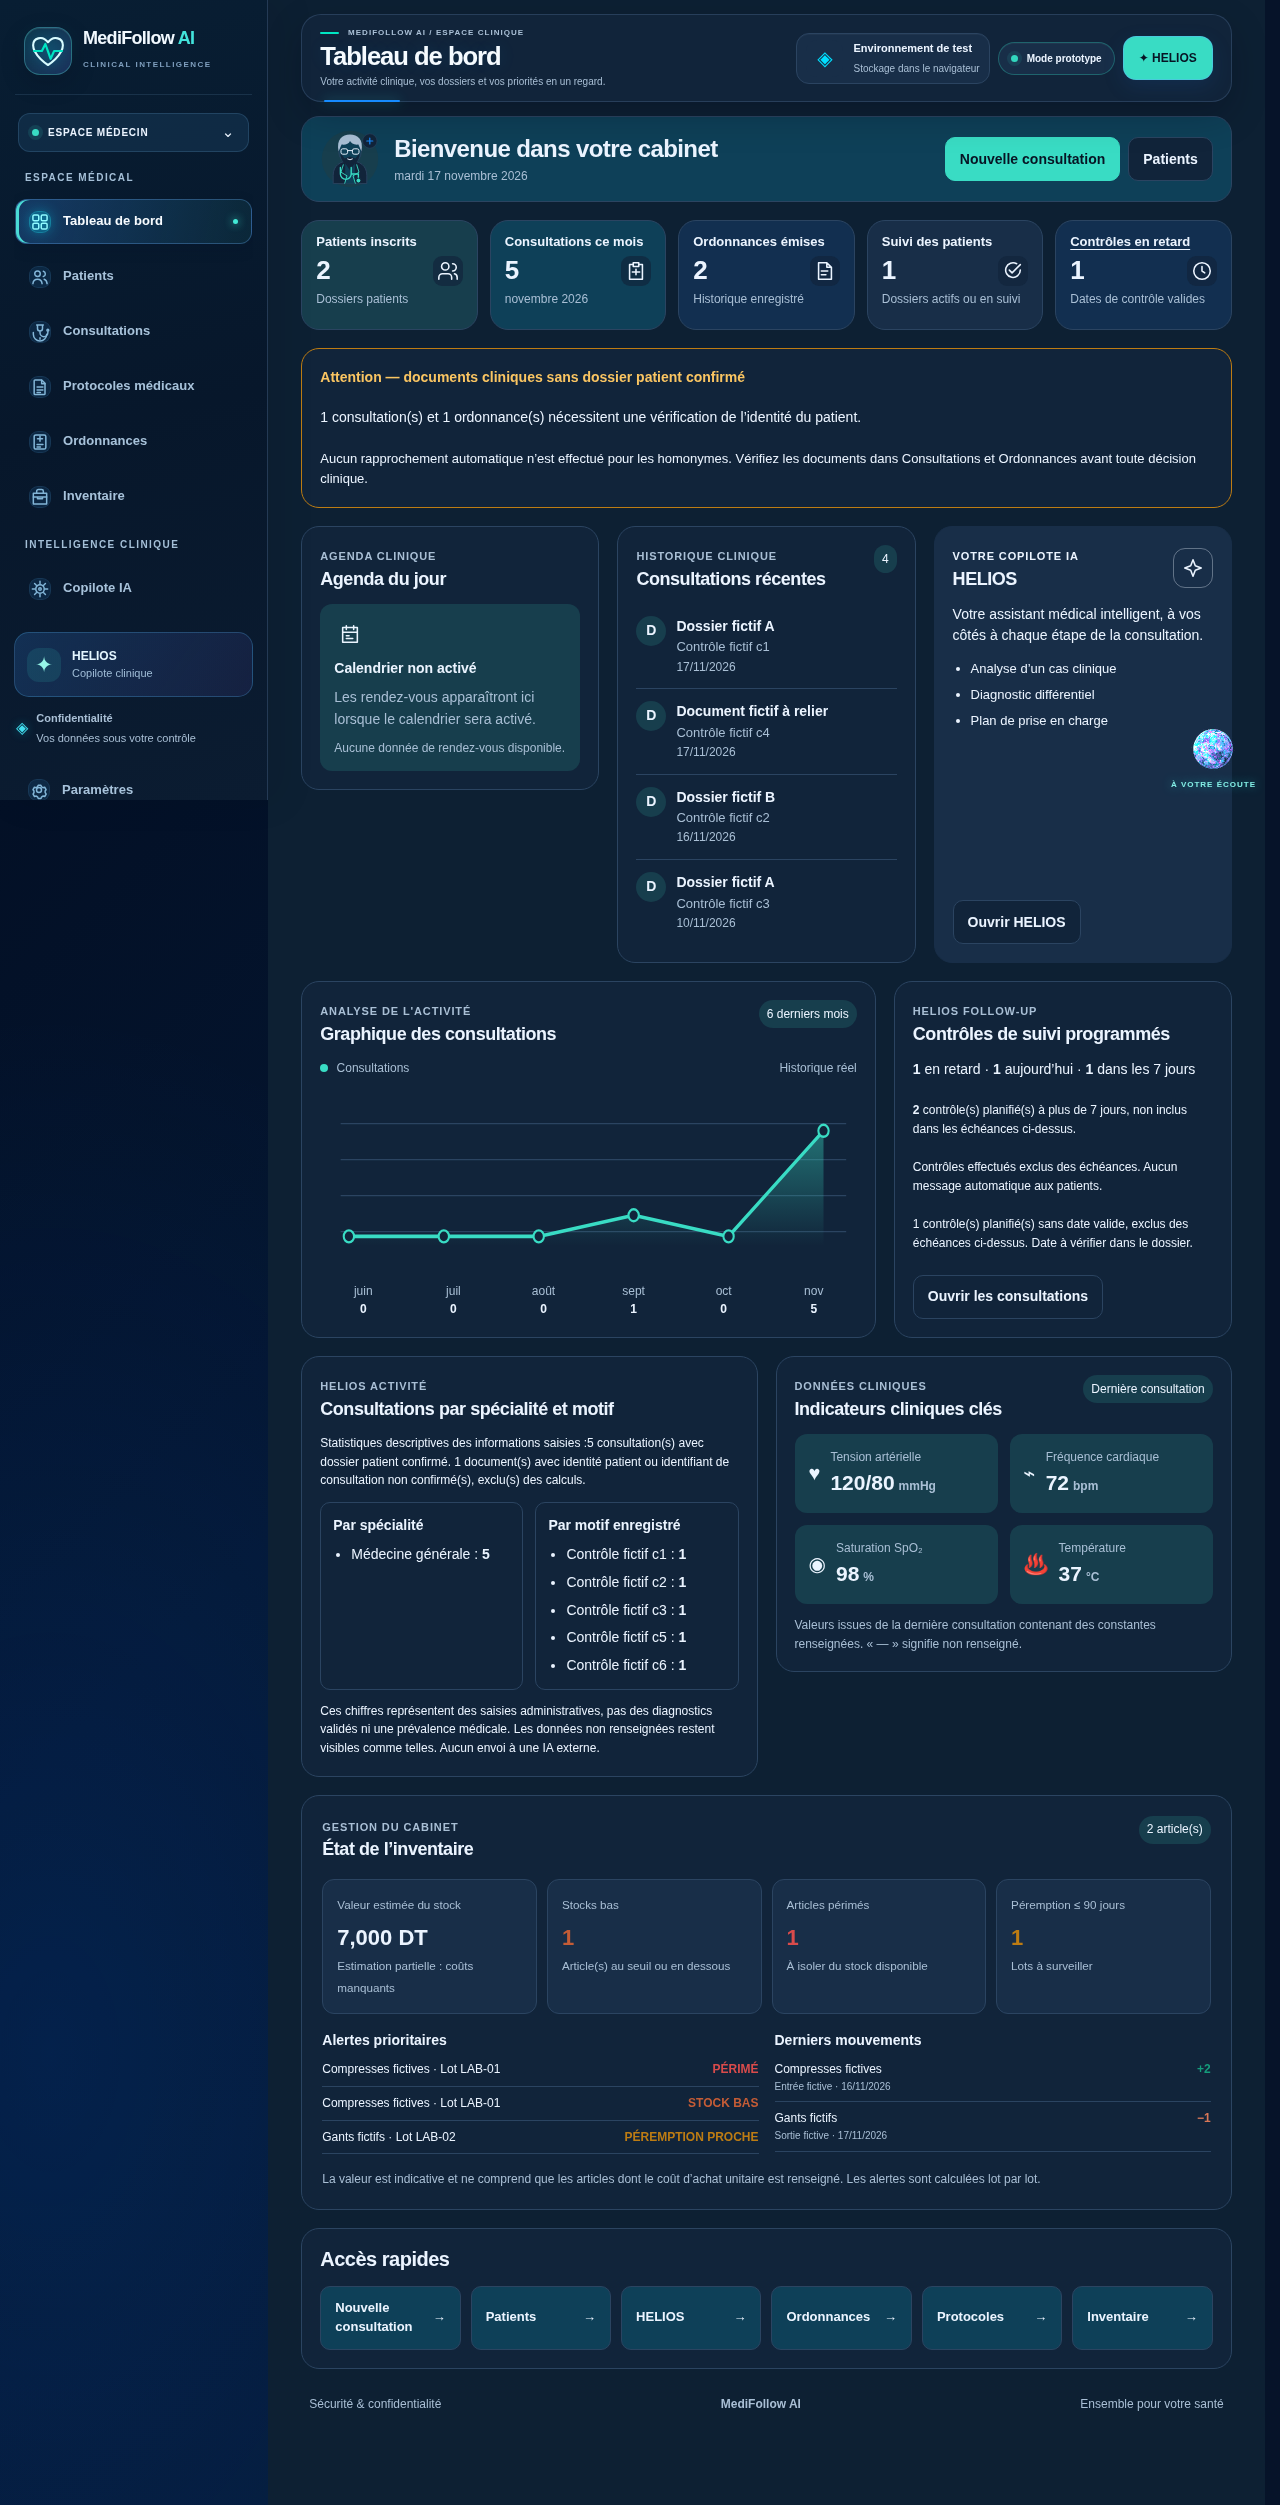 MediFollow AI
CLINICAL INTELLIGENCE
ESPACE MÉDECIN
ESPACE MÉDICAL
Tableau de bord
Patients
Consultations
Protocoles médicaux
Ordonnances
Inventaire
INTELLIGENCE CLINIQUE
Copilote IA
HELIOS
Copilote clinique
Confidentialité
Vos données sous votre contrôle
Paramètres
MEDIFOLLOW AI / ESPACE CLINIQUE
Tableau de bord
Votre activité clinique, vos dossiers et vos priorités en un regard.
Environnement de test
Stockage dans le navigateur
Mode prototype
✦ HELIOS
Bienvenue dans votre cabinet
mardi 17 novembre 2026
Nouvelle consultation
Patients
Patients inscrits
2
Dossiers patients
Consultations ce mois
5
novembre 2026
Ordonnances émises
2
Historique enregistré
Suivi des patients
1
Dossiers actifs ou en suivi
Contrôles en retard
1
Dates de contrôle valides
Attention — documents cliniques sans dossier patient confirmé
1 consultation(s) et 1 ordonnance(s) nécessitent une vérification de l’identité du patient.
Aucun rapprochement automatique n’est effectué pour les homonymes. Vérifiez les documents dans Consultations et Ordonnances avant toute décision
clinique.
AGENDA CLINIQUE
Agenda du jour
Calendrier non activé
Les rendez-vous apparaîtront ici
lorsque le calendrier sera activé.
Aucune donnée de rendez-vous disponible.
HISTORIQUE CLINIQUE
Consultations récentes
4
D
Dossier fictif A
Contrôle fictif c1
17/11/2026
D
Document fictif à relier
Contrôle fictif c4
17/11/2026
D
Dossier fictif B
Contrôle fictif c2
16/11/2026
D
Dossier fictif A
Contrôle fictif c3
10/11/2026
VOTRE COPILOTE IA
HELIOS
Votre assistant médical intelligent, à vos
côtés à chaque étape de la consultation.
• Analyse d’un cas clinique
• Diagnostic différentiel
• Plan de prise en charge
À VOTRE ÉCOUTE
Ouvrir HELIOS
ANALYSE DE L'ACTIVITÉ
Graphique des consultations
6 derniers mois
Consultations
Historique réel
juin juil août sept oct nov
0 0 0 1 0 5
HELIOS FOLLOW-UP
Contrôles de suivi programmés
1 en retard · 1 aujourd’hui · 1 dans les 7 jours
2 contrôle(s) planifié(s) à plus de 7 jours, non inclus
dans les échéances ci-dessus.
Contrôles effectués exclus des échéances. Aucun
message automatique aux patients.
1 contrôle(s) planifié(s) sans date valide, exclus des
échéances ci-dessus. Date à vérifier dans le dossier.
Ouvrir les consultations
HELIOS ACTIVITÉ
Consultations par spécialité et motif
Statistiques descriptives des informations saisies :5 consultation(s) avec
dossier patient confirmé. 1 document(s) avec identité patient ou identifiant de
consultation non confirmé(s), exclu(s) des calculs.
Par spécialité
• Médecine générale : 5
Par motif enregistré
• Contrôle fictif c1 : 1
• Contrôle fictif c2 : 1
• Contrôle fictif c3 : 1
• Contrôle fictif c5 : 1
• Contrôle fictif c6 : 1
Ces chiffres représentent des saisies administratives, pas des diagnostics
validés ni une prévalence médicale. Les données non renseignées restent
visibles comme telles. Aucun envoi à une IA externe.
DONNÉES CLINIQUES
Indicateurs cliniques clés
Dernière consultation
Tension artérielle
120/80 mmHg
Fréquence cardiaque
72 bpm
Saturation SpO₂
98 %
Température
37 °C
Valeurs issues de la dernière consultation contenant des constantes
renseignées. « — » signifie non renseigné.
GESTION DU CABINET
État de l’inventaire
2 article(s)
Valeur estimée du stock
7,000 DT
Estimation partielle : coûts
manquants
Stocks bas
1
Article(s) au seuil ou en dessous
Articles périmés
1
À isoler du stock disponible
Péremption ≤ 90 jours
1
Lots à surveiller
Alertes prioritaires
Compresses fictives · Lot LAB-01 PÉRIMÉ
Compresses fictives · Lot LAB-01 STOCK BAS
Gants fictifs · Lot LAB-02 PÉREMPTION PROCHE
Derniers mouvements
Compresses fictives +2
Entrée fictive · 16/11/2026
Gants fictifs −1
Sortie fictive · 17/11/2026
La valeur est indicative et ne comprend que les articles dont le coût d’achat unitaire est renseigné. Les alertes sont calculées lot par lot.
Accès rapides
Nouvelle
consultation →
Patients →
HELIOS →
Ordonnances →
Protocoles →
Inventaire →
Sécurité & confidentialité
MediFollow AI
Ensemble pour votre santé